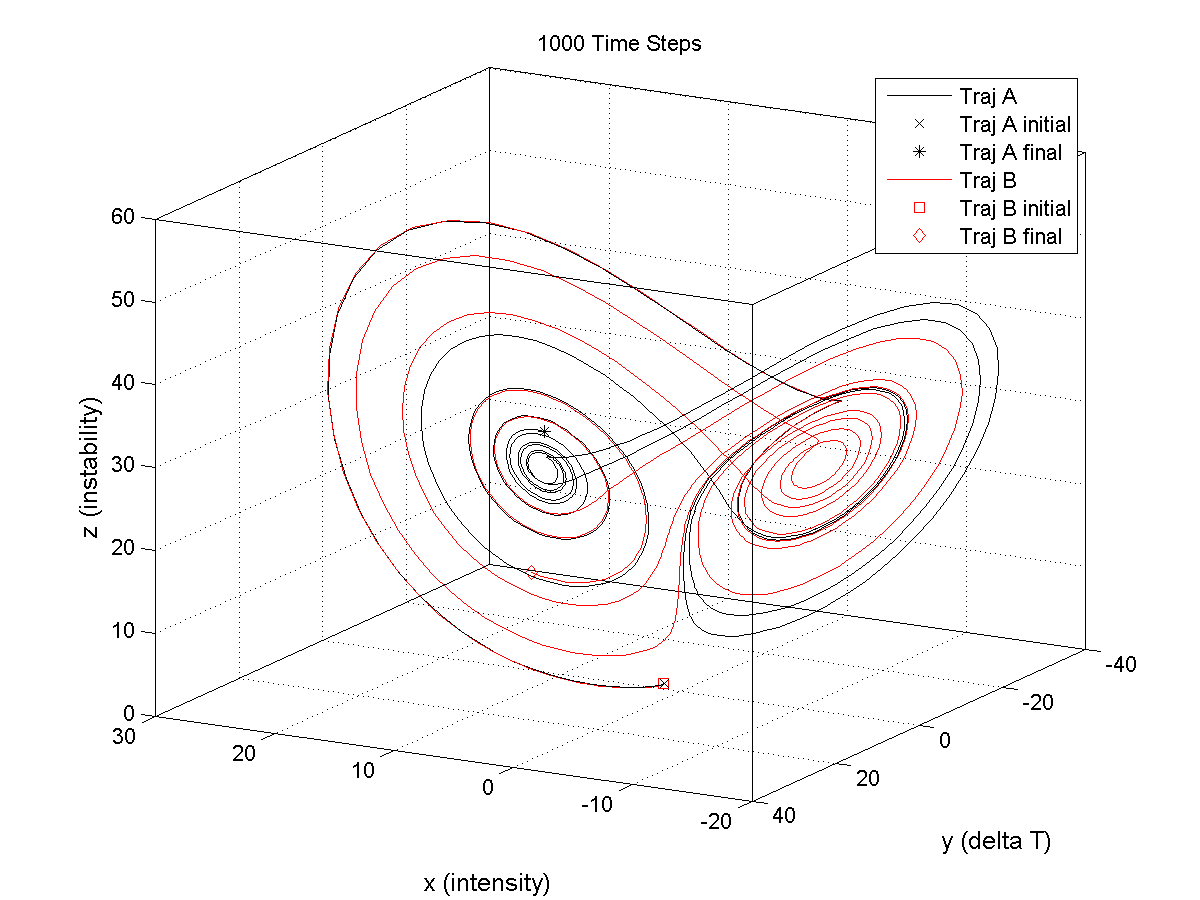 1000 Time Steps
Traj A
Traj A initial
Traj A final
Traj B
Traj B initial
Traj B final
60
50
40
30
20
10
0
z (instability)
30
20
10
0
-10
-20
x (intensity)
40
20
0
-20
-40
y (delta T)